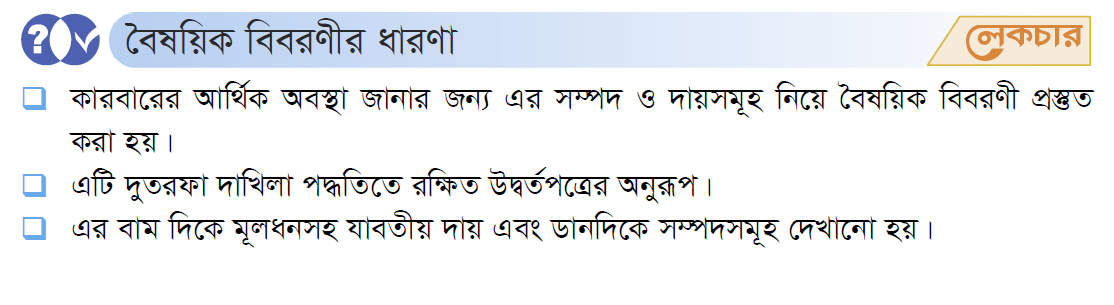 বৈষয়িক বিবরণীর ধারণা
লেকচার
কারবারের আর্থিক অবস্থা জানার জন্য এর সম্পদ ও দায়সমূহ নিয়ে বৈষয়িক বিবরণী প্রস্তুত
করা হয়।
এটি দুতরফা দাখিলা পদ্ধতিতে রক্ষিত উদ্বর্তপত্রের অনুরূপ।
এর বাম দিকে মূলধনসহ যাবতীয় দায় এবং ডানদিকে সম্পদসমূহ দেখানো হয়।